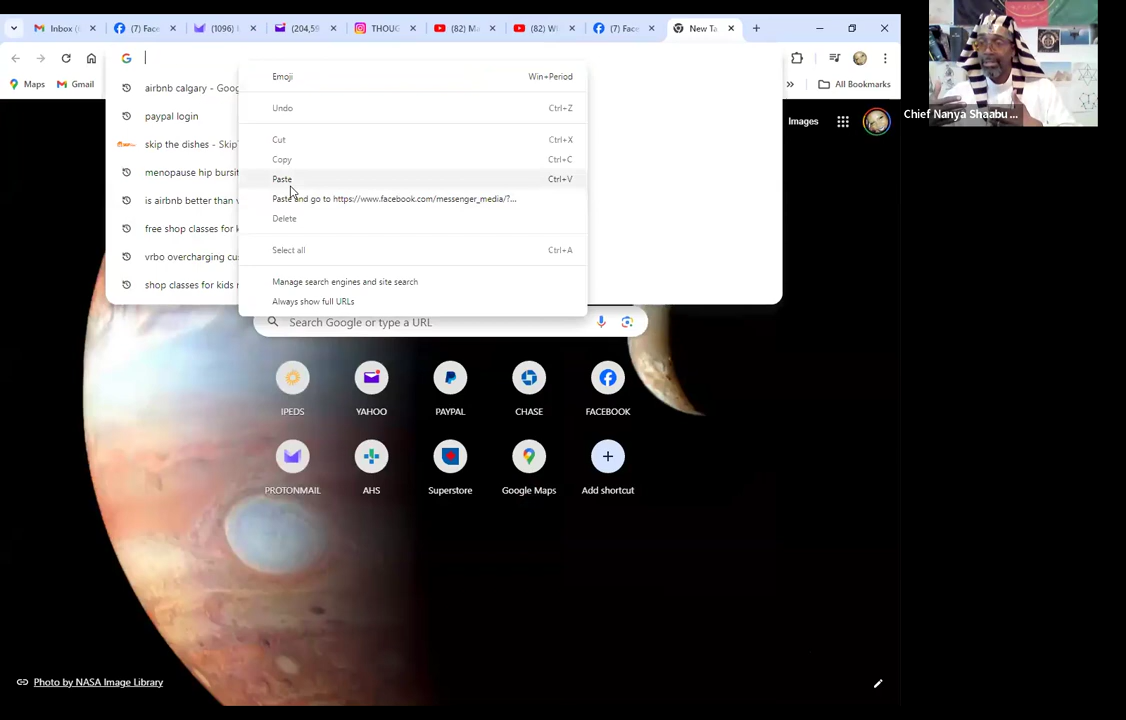 Inbox (
(7) Face
(1096)
(204,59
THOUG
(82) M
(82) W
(7) Face
New Ta
Maps
Gmail
All Bookmarks
airbnb calgary - Goog
paypal login
skip the dishes - Skip
menopause hip bursit
is airbnb better than v
free shop classes for k
vrbo overcharging cus
shop classes for kids n
Emoji Win+Period
Undo Ctrl+Z
Cut Ctrl+X
Copy Ctrl+C
Paste Ctrl+V
Paste and go to https://www.facebook.com/messenger_media/?...
Delete
Select all Ctrl+A
Manage search engines and site search
Always show full URLs
Images
Chief Nanya Shaabu ...
Search Google or type a URL
IPEDS
YAHOO
PAYPAL
CHASE
FACEBOOK
PROTONMAIL
AHS
Superstore
Google Maps
Add shortcut
Photo by NASA Image Library